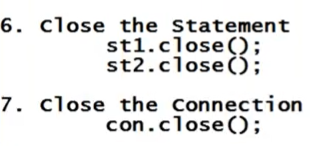 6. Close the Statement
st1.close();
st2.close();
7. Close the Connection
con.close();